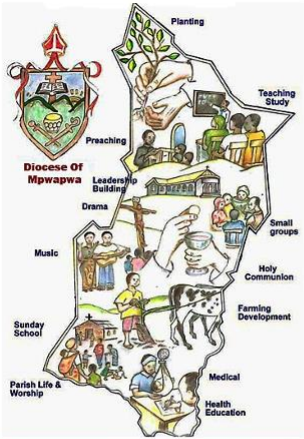 Planting
Teaching
Study
Diocese Of
Mpwapwa
Preaching
Leadership
Building
Drama
Small
groups
Music
Holy
Communion
Farming
Development
Sunday
School
Medical
Parish Life &
Worship
Health
Education